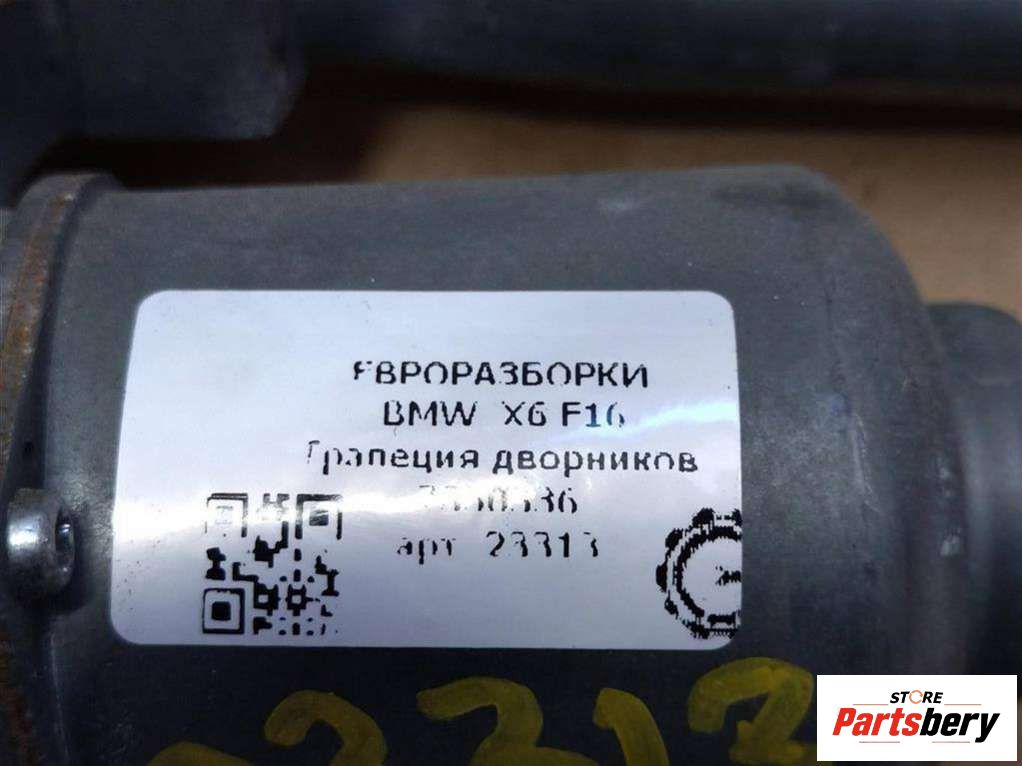 ЕВРОРАЗБОРКИ
BMW X6 F16
Трапеция дворников
арт 23313
STORE
Partsbery